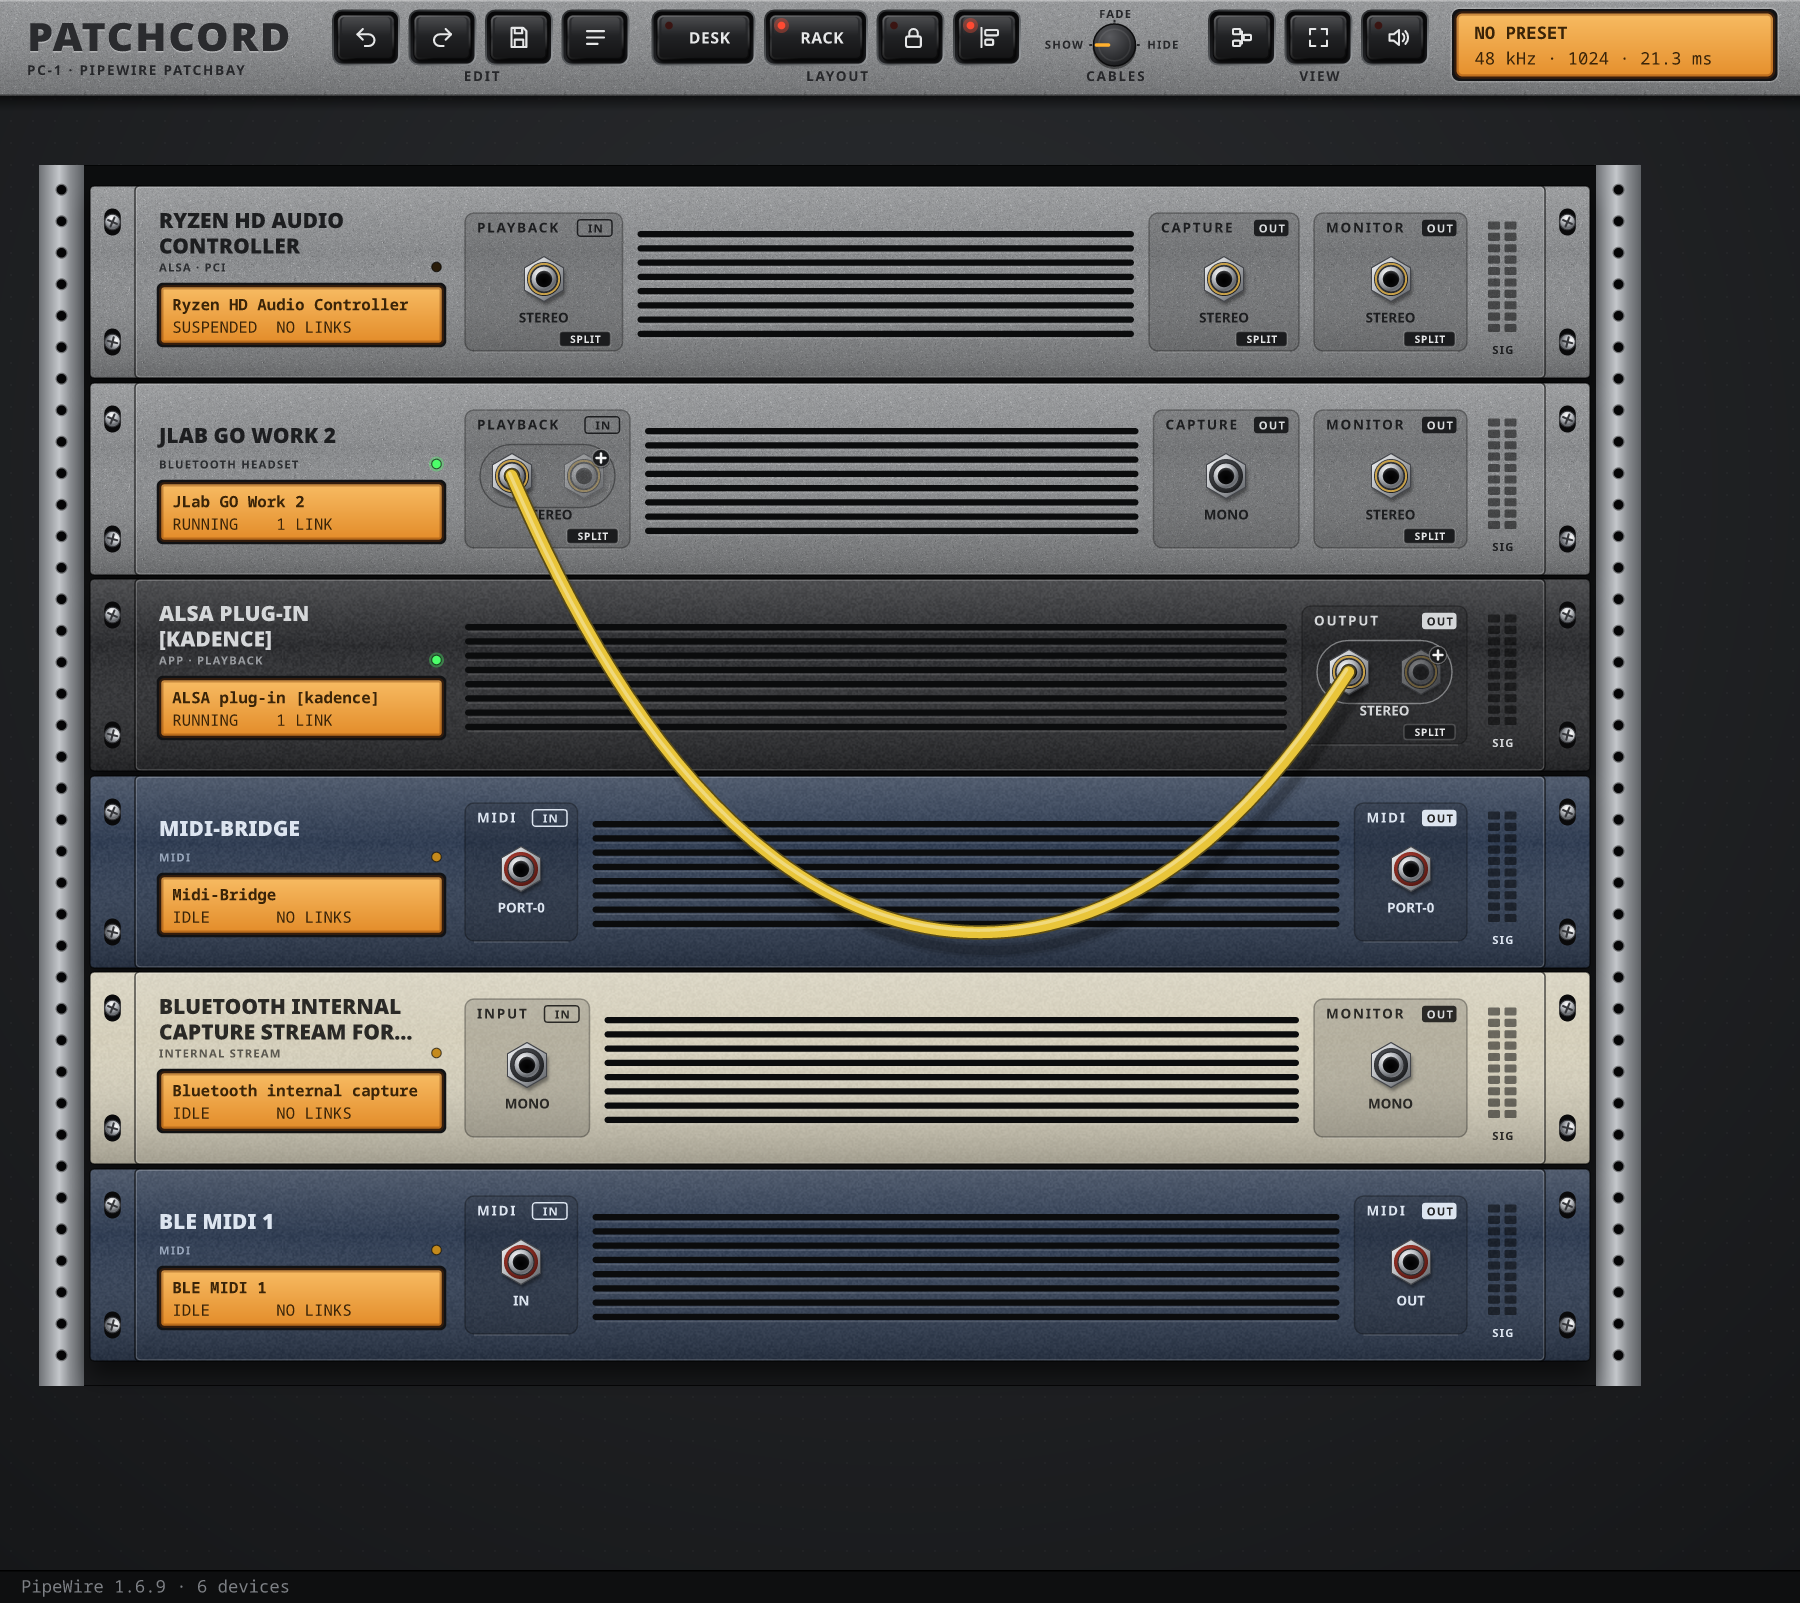 PATCHCORD
PC-1 · PIPEWIRE PATCHBAY
EDIT
DESK
RACK
LAYOUT
FADE
SHOW
HIDE
CABLES
VIEW
NO PRESET
48 kHz · 1024 · 21.3 ms
RYZEN HD AUDIO
CONTROLLER
ALSA · PCI
Ryzen HD Audio Controller
SUSPENDED NO LINKS
PLAYBACK IN
STEREO
SPLIT
CAPTURE OUT
STEREO
SPLIT
MONITOR OUT
STEREO
SPLIT
SIG
JLAB GO WORK 2
BLUETOOTH HEADSET
JLab GO Work 2
RUNNING 1 LINK
PLAYBACK IN
EREO
SPLIT
CAPTURE OUT
MONO
MONITOR OUT
STEREO
SPLIT
SIG
ALSA PLUG-IN
[KADENCE]
APP · PLAYBACK
ALSA plug-in [kadence]
RUNNING 1 LINK
OUTPUT OUT
STEREO
SPLIT
SIG
MIDI-BRIDGE
MIDI
Midi-Bridge
IDLE NO LINKS
MIDI IN
PORT-0
MIDI OUT
PORT-0
SIG
BLUETOOTH INTERNAL
CAPTURE STREAM FOR...
INTERNAL STREAM
Bluetooth internal capture
IDLE NO LINKS
INPUT IN
MONO
MONITOR OUT
MONO
SIG
BLE MIDI 1
MIDI
BLE MIDI 1
IDLE NO LINKS
MIDI IN
IN
MIDI OUT
OUT
SIG
PipeWire 1.6.9 · 6 devices